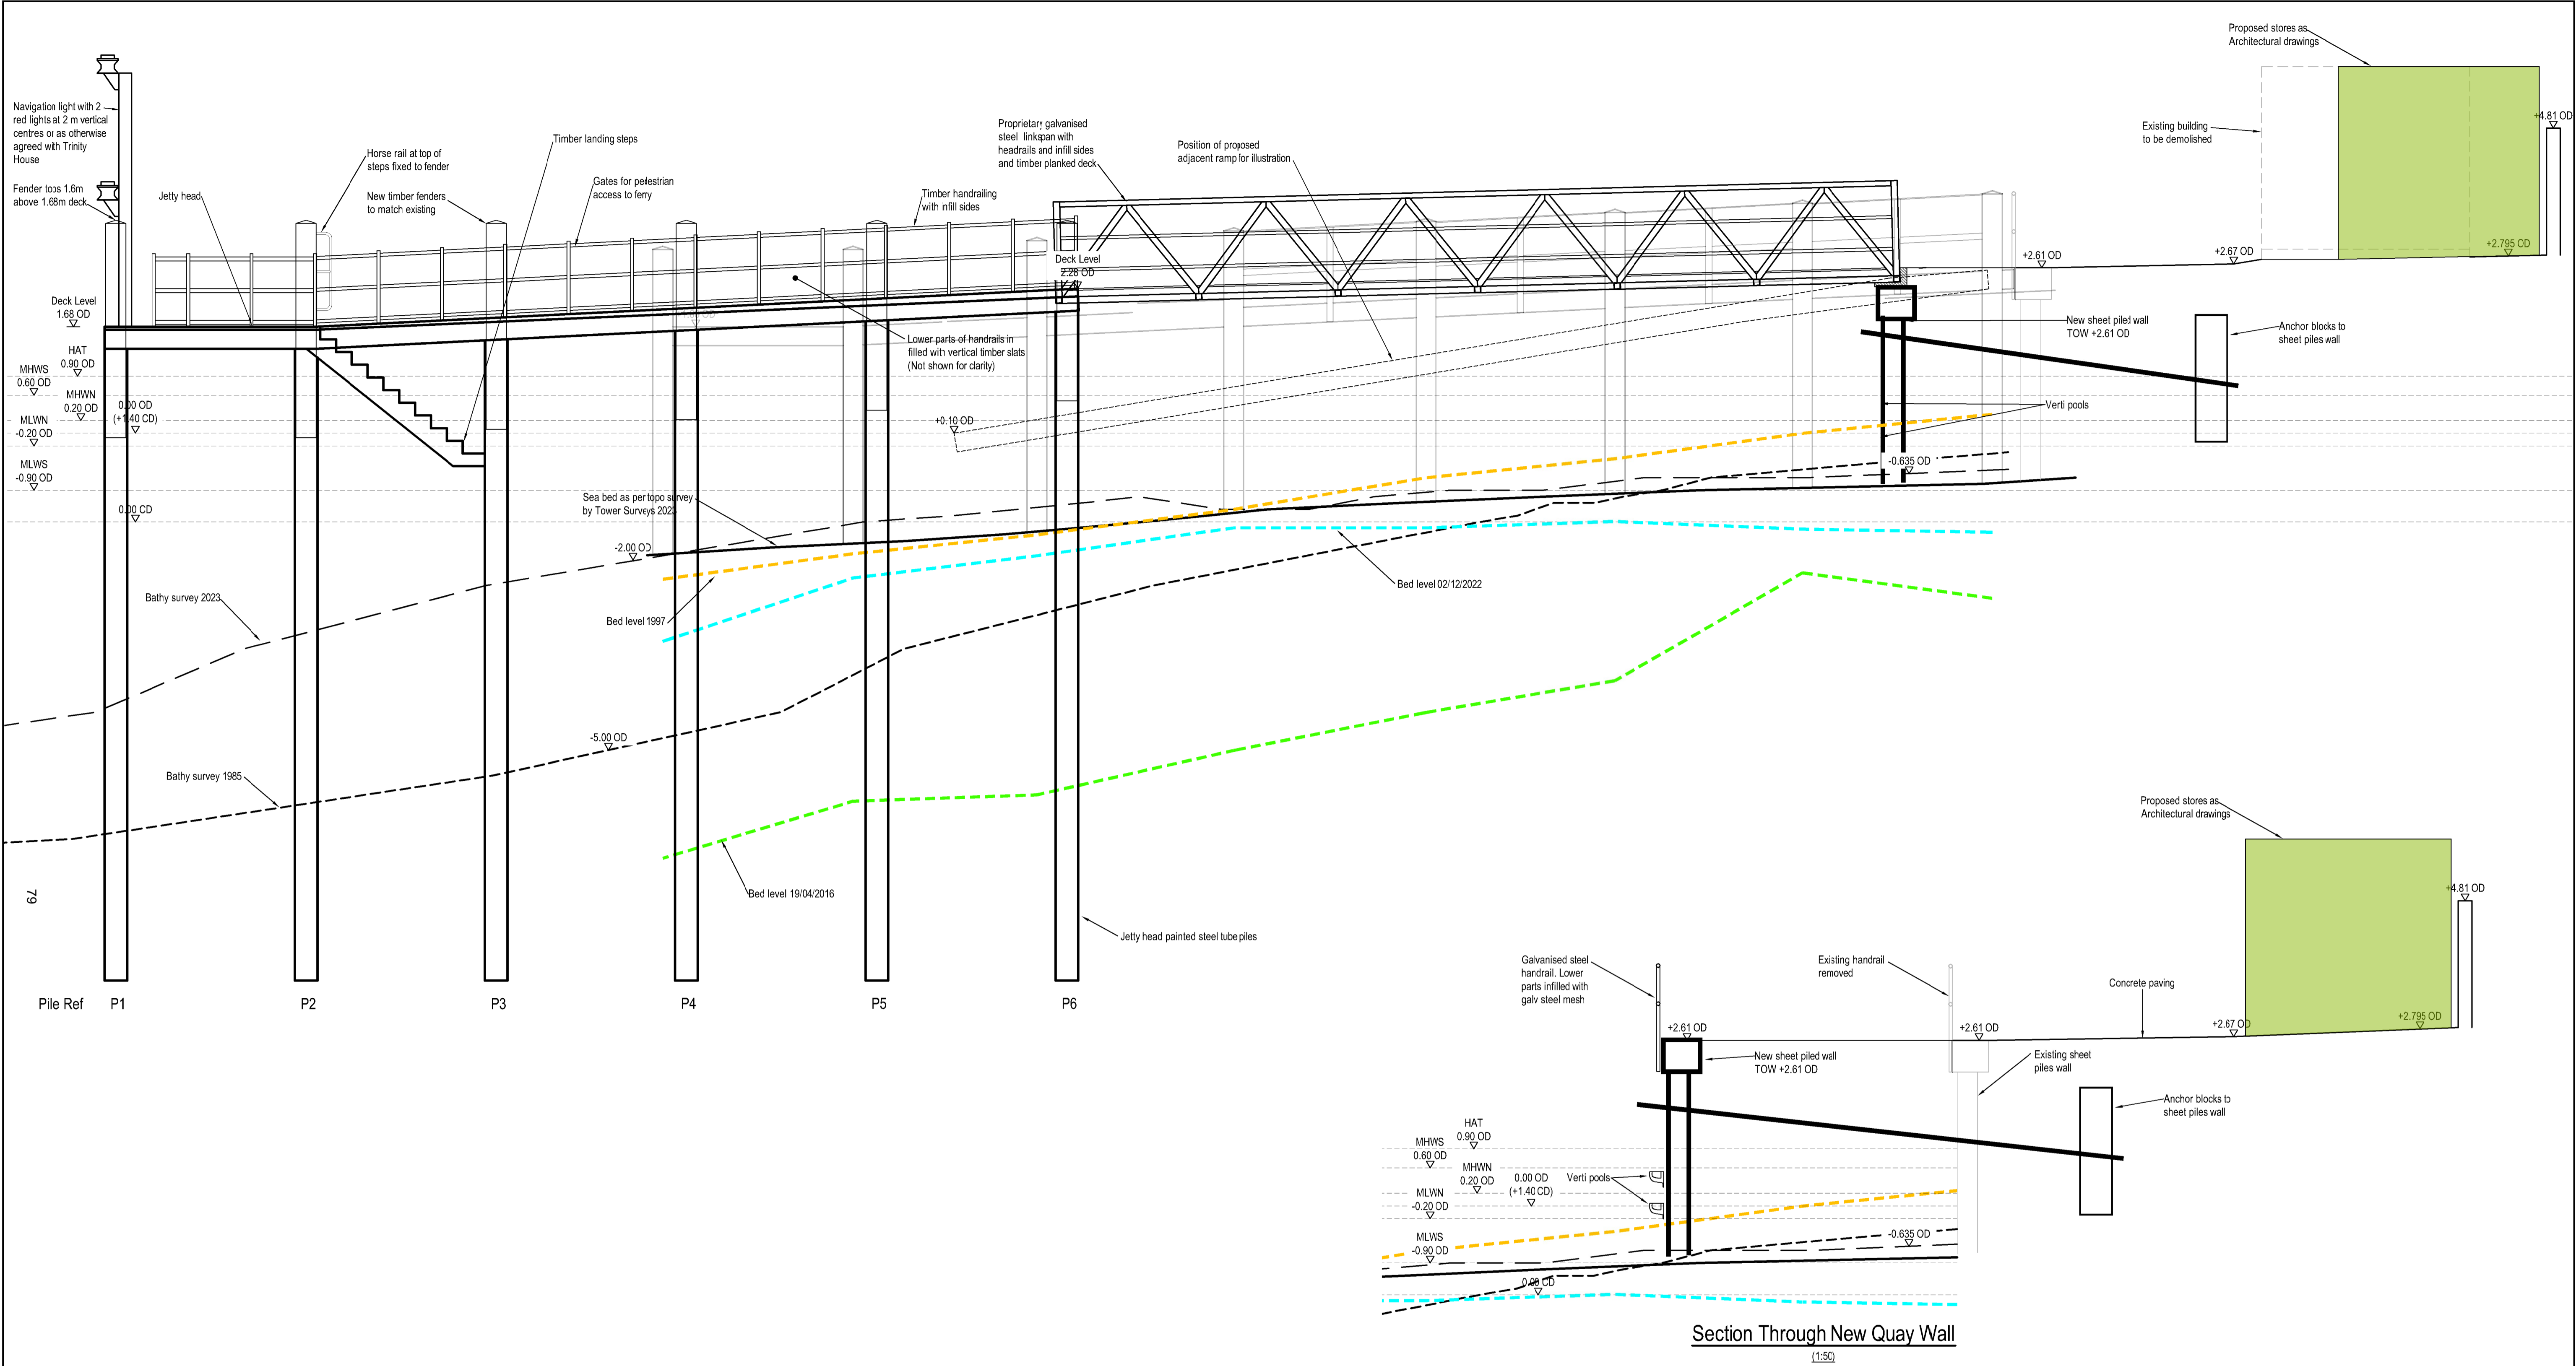 Proposed stores as
Architectural drawings
+4.81 OD
Existing building
to be demolished
+2.795 OD
+2.67 OD
+2.61 OD
Navigation light with 2
red lights at 2 m vertical
centres or as otherwise
agreed with Trinity
House
Fender tops 1.6m
above 1.68m deck
Jetty head
Horse rail at top of
steps fixed to fender
New timber fenders
to match existing
Timber landing steps
Gates for pedestrian
access to ferry
Timber handrailing
with infill sides
Proprietary galvanised
steel linkspan with
headrails and infill sides
and timber planked deck
Position of proposed
adjacent ramp for illustration
Deck Level
2.28 OD
Deck Level
1.68 OD
HAT
0.90 OD
MHWS
0.60 OD
MHWN
0.20 OD
0.00 OD
(+1.40 CD)
MLWN
-0.20 OD
MLWS
-0.90 OD
0.00 CD
Lower parts of handrails in
filled with vertical timber slats
(Not shown for clarity)
+0.10 OD
New sheet piled wall
TOW +2.61 OD
Anchor blocks to
sheet piles wall
Verti pools
-0.635 OD
Sea bed as per topo survey
by Tower Surveys 2023
-2.00 OD
Bathy survey 2023
Bed level 1997
Bed level 02/12/2022
-5.00 OD
Bathy survey 1985
Bed level 19/04/2016
Jetty head painted steel tube piles
79
Pile Ref P1 P2 P3 P4 P5 P6
Proposed stores as
Architectural drawings
+4.81 OD
Galvanised steel
handrail. Lower
parts infilled with
galv steel mesh
Existing handrail
removed
Concrete paving
+2.61 OD
+2.61 OD
+2.67 OD
+2.795 OD
New sheet piled wall
TOW +2.61 OD
Existing sheet
piles wall
Anchor blocks to
sheet piles wall
HAT
0.90 OD
MHWS
0.60 OD
MHWN
0.20 OD
0.00 OD
(+1.40 CD)
Verti pools
MLWN
-0.20 OD
MLWS
-0.90 OD
-0.635 OD
0.00 CD
Section Through New Quay Wall
(1:50)